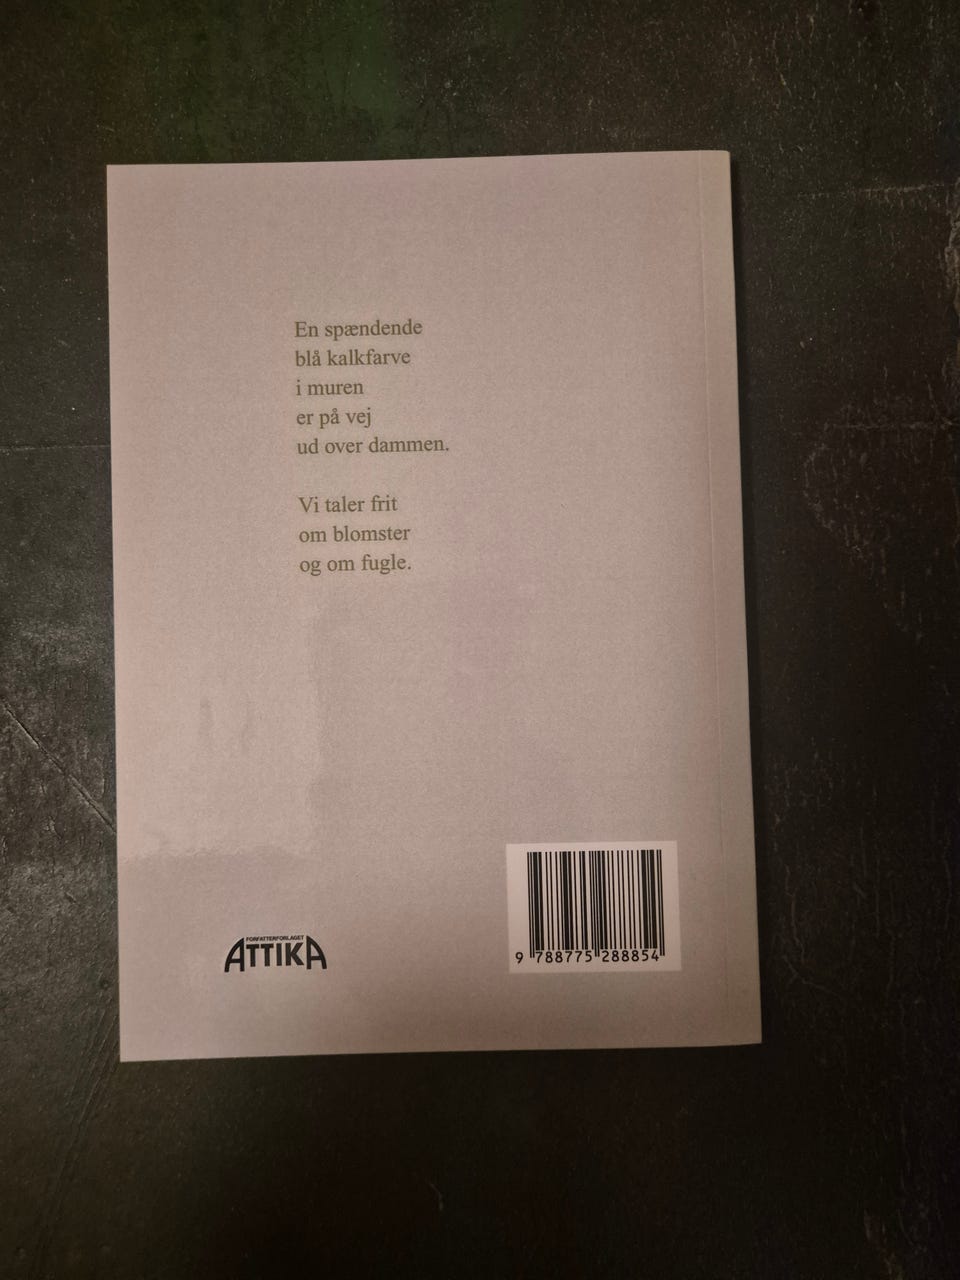 En spændende
blå kalkfarve
i muren
er på vej
ud over dammen.
Vi taler frit
om blomster
og om fugle.
FORFATTERFORLAGET
ATTIKA
9 788775 288854